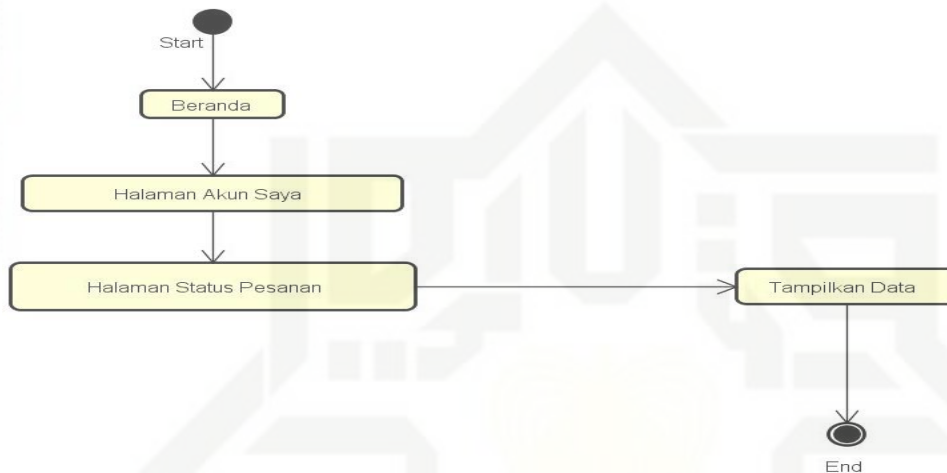 Start
Beranda
Halaman Akun Saya
Halaman Status Pesanan
Tampilkan Data
End